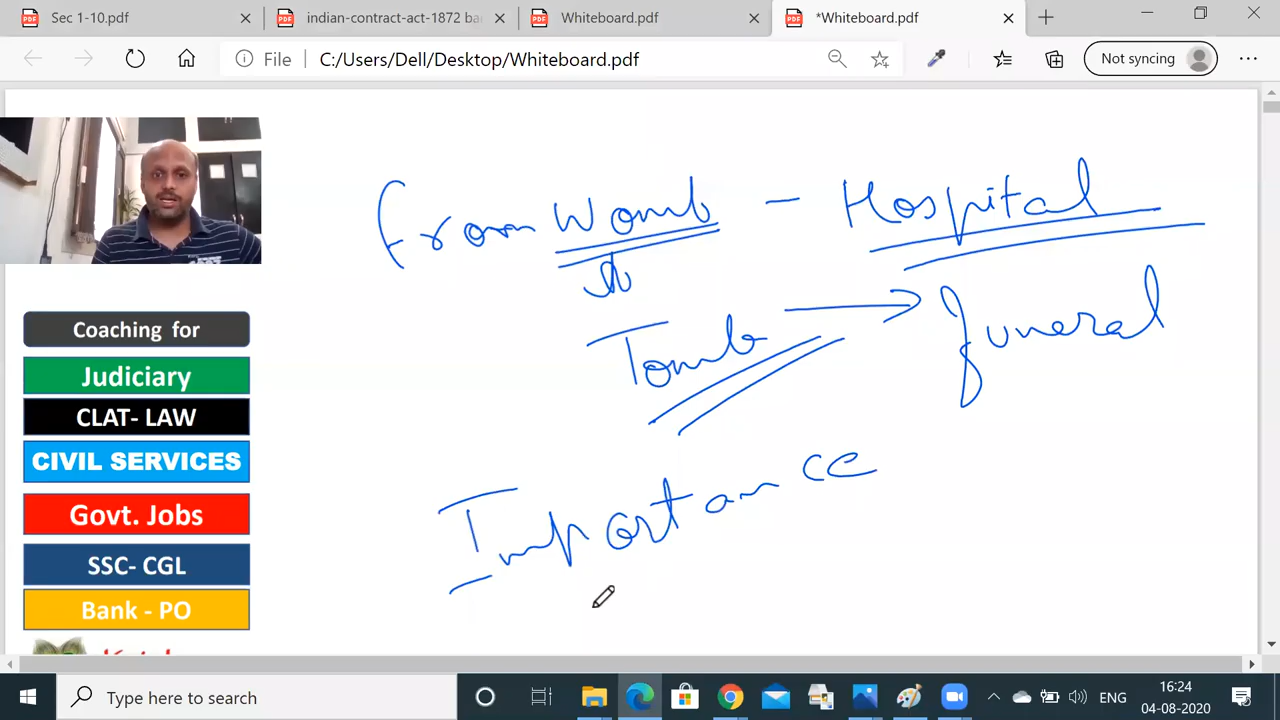 Sec 1-10.pdf
indian-contract-act-1872 ba
Whiteboard.pdf
*Whiteboard.pdf
File
C:/Users/Dell/Desktop/Whiteboard.pdf
Not syncing
From Womb - Hospital
to
Tomb → funeral
Importance
Coaching for
Judiciary
CLAT- LAW
CIVIL SERVICES
Govt. Jobs
SSC- CGL
Bank - PO
Type here to search
ENG
16:24
04-08-2020